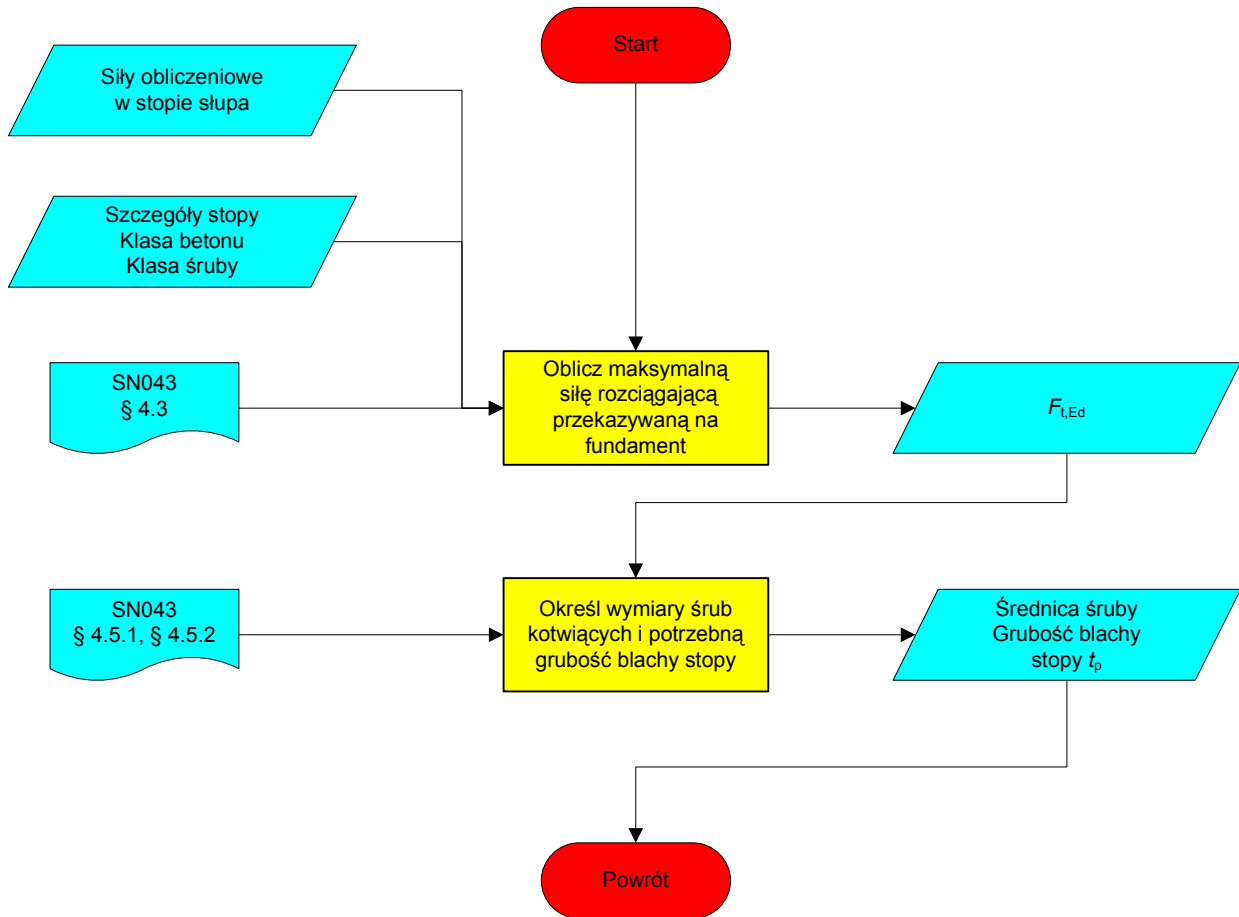 Start
Siły obliczeniowe
w stopie słupa
Szczegóły stopy
Klasa betonu
Klasa śruby
SN043
§ 4.3
Oblicz maksymalną
siłę rozciągającą
przekazywaną na
fundament
Ft,Ed
SN043
§ 4.5.1, § 4.5.2
Określ wymiary śrub
kotwiących i potrzebną
grubość blachy stopy
Średnica śruby
Grubość blachy
stopy tp
Powrót